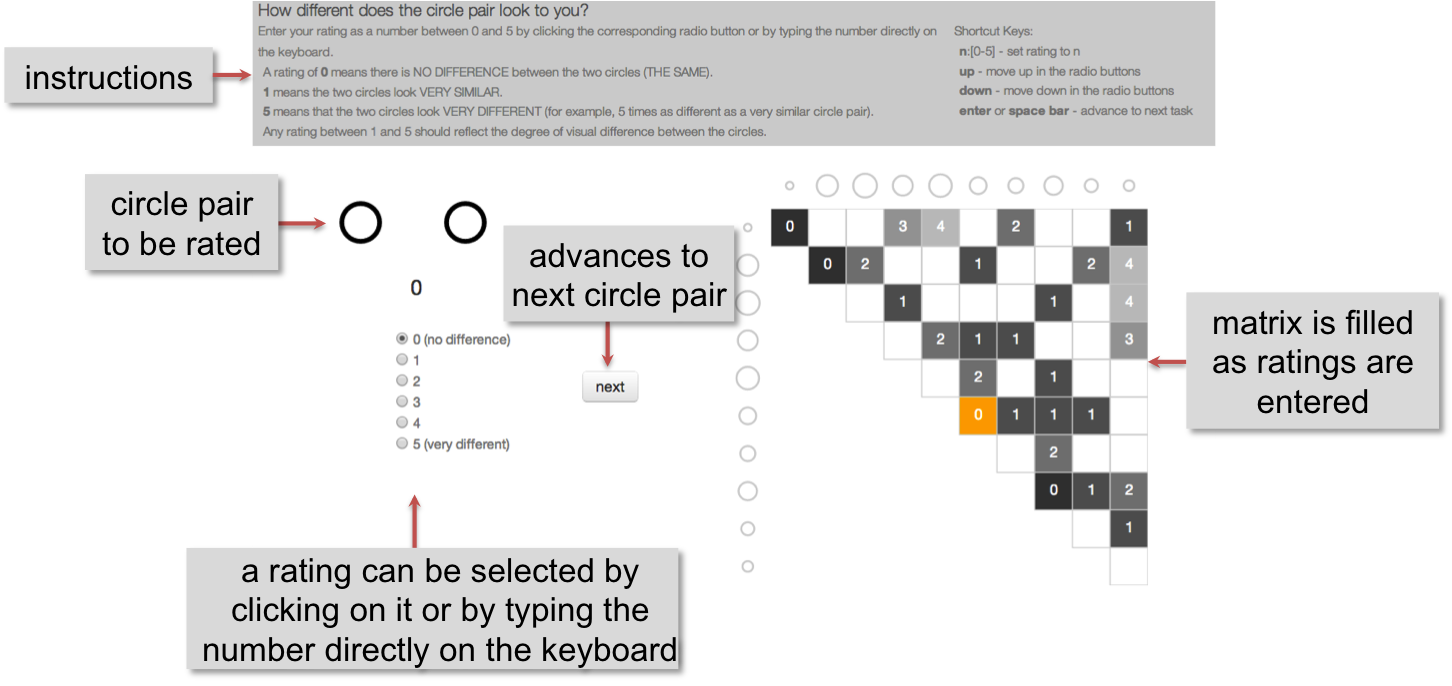 How different does the circle pair look to you?
Enter your rating as a number between 0 and 5 by clicking the corresponding radio button or by typing the number directly on
the keyboard.
A rating of 0 means there is NO DIFFERENCE between the two circles (THE SAME).
1 means the two circles look VERY SIMILAR.
5 means that the two circles look VERY DIFFERENT (for example, 5 times as different as a very similar circle pair).
Any rating between 1 and 5 should reflect the degree of visual difference between the circles.
Shortcut Keys:
n:[0-5] - set rating to n
up - move up in the radio buttons
down - move down in the radio buttons
enter or space bar - advance to next task
instructions
circle pair
to be rated
0
0 (no difference)
1
2
3
4
5 (very different)
advances to
next circle pair
next
a rating can be selected by
clicking on it or by typing the
number directly on the keyboard
0 3 4 2 1
0 2 1 2 4
1 1 4
2 1 1 3
2 1
0 1 1 1
2
0 1 2
1
matrix is filled
as ratings are
entered